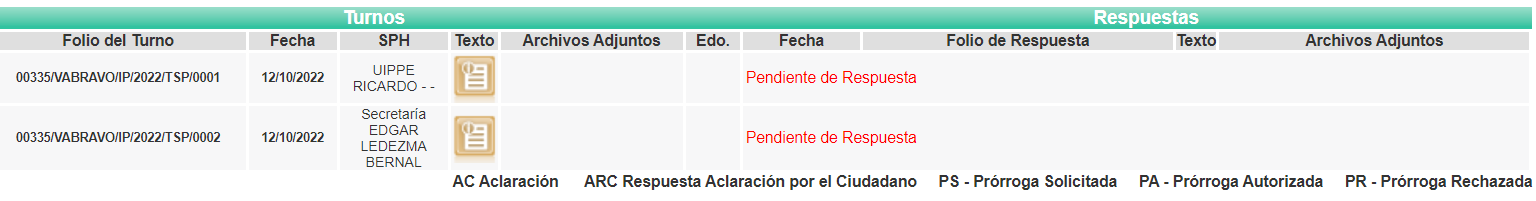 Turnos Respuestas
Folio del Turno Fecha SPH Texto Archivos Adjuntos Edo. Fecha Folio de Respuesta Texto Archivos Adjuntos
00335/VABRAVO/IP/2022/TSP/0001 12/10/2022 UIPPE Pendiente de Respuesta
RICARDO - -
00335/VABRAVO/IP/2022/TSP/0002 12/10/2022 Secretaría Pendiente de Respuesta
EDGAR
LEDEZMA
BERNAL
AC Aclaración ARC Respuesta Aclaración por el Ciudadano PS - Prórroga Solicitada PA - Prórroga Autorizada PR - Prórroga Rechazada